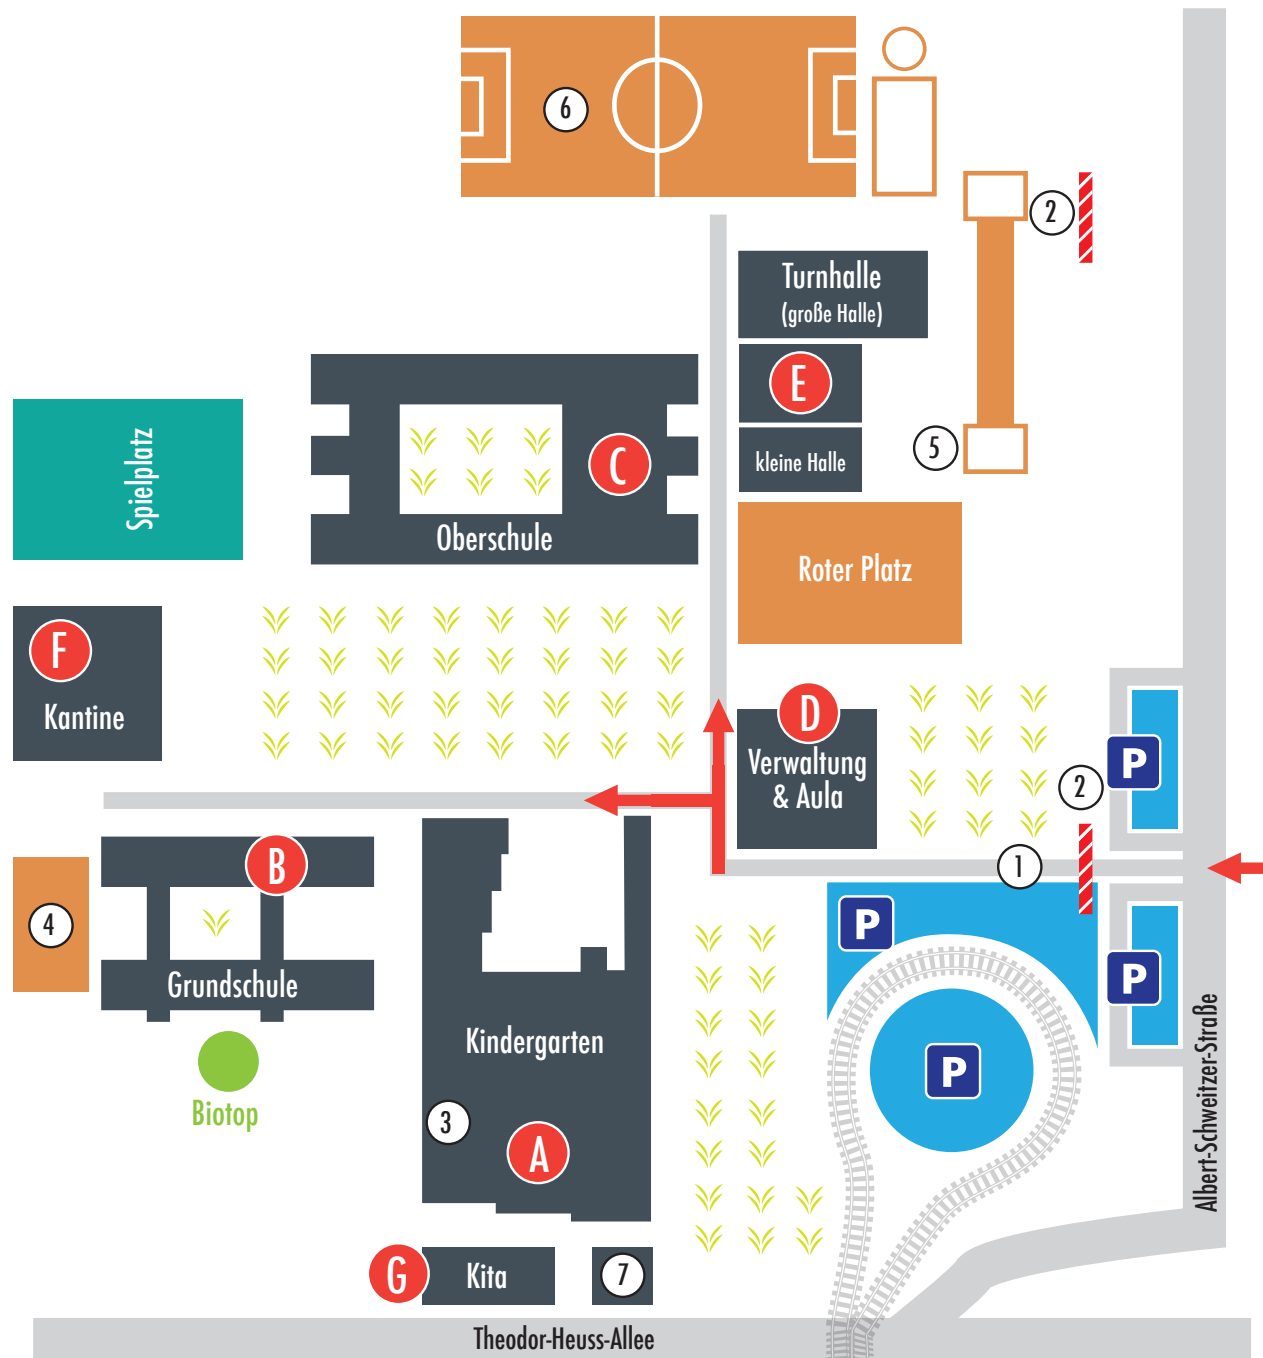 6
2
Turnhalle
(große Halle)
E
kleine Halle
5
C
Oberschule
Spielplatz
Roter Platz
F
Kantine
D
Verwaltung
& Aula
P
2
1
B
4
Grundschule
P
P
Kindergarten
P
Biotop
3
A
Albert-Schweitzer-Straße
G
Kita
7
Theodor-Heuss-Allee